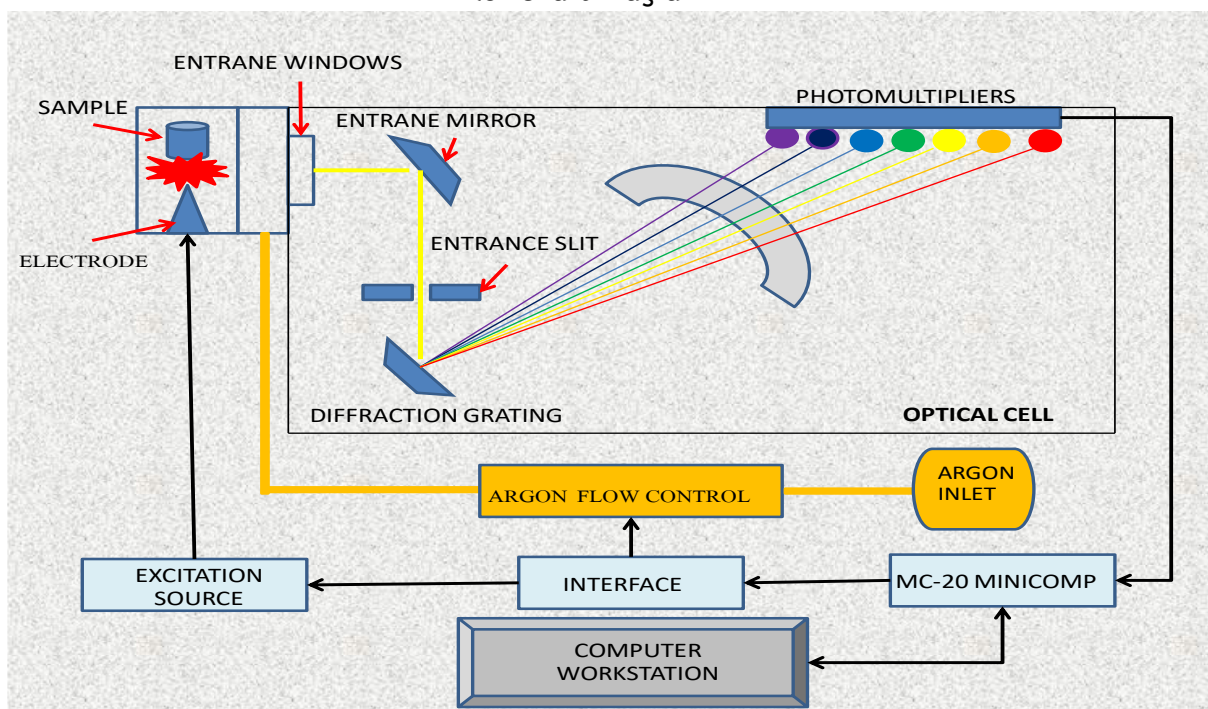 ENTRANE WINDOWS
SAMPLE
ENTRANE MIRROR
PHOTOMULTIPLIERS
ENTRANCE SLIT
ELECTRODE
DIFFRACTION GRATING
OPTICAL CELL
ARGON FLOW CONTROL
ARGON
INLET
EXCITATION
SOURCE
INTERFACE
MC-20 MINICOMP
COMPUTER
WORKSTATION